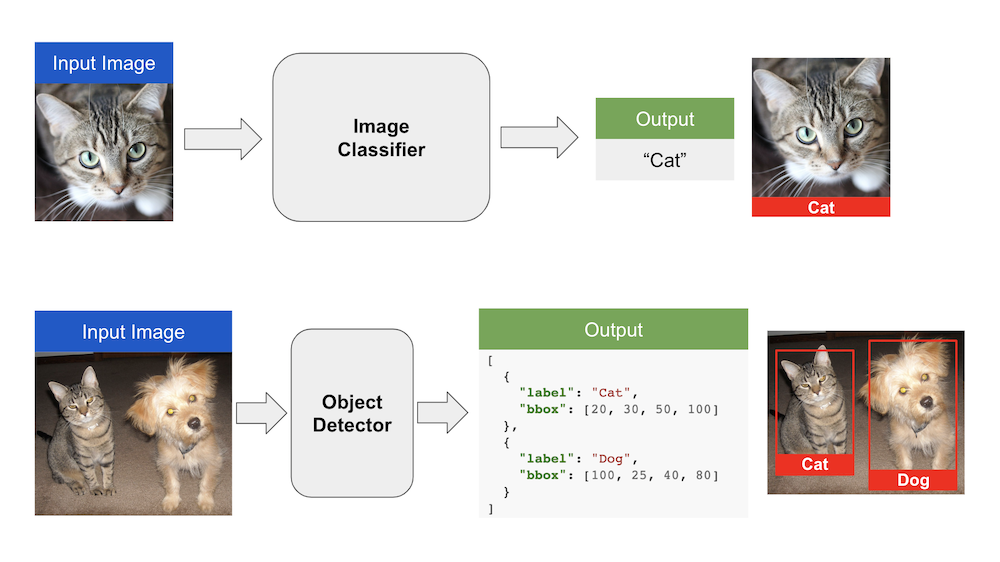 Input Image
Image
Classifier
Output
“Cat”
Cat
Input Image
Object
Detector
Output
[
  {
    "label": "Cat",
    "bbox": [20, 30, 50, 100]
  },
  {
    "label": "Dog",
    "bbox": [100, 25, 40, 80]
  }
]
Cat
Dog